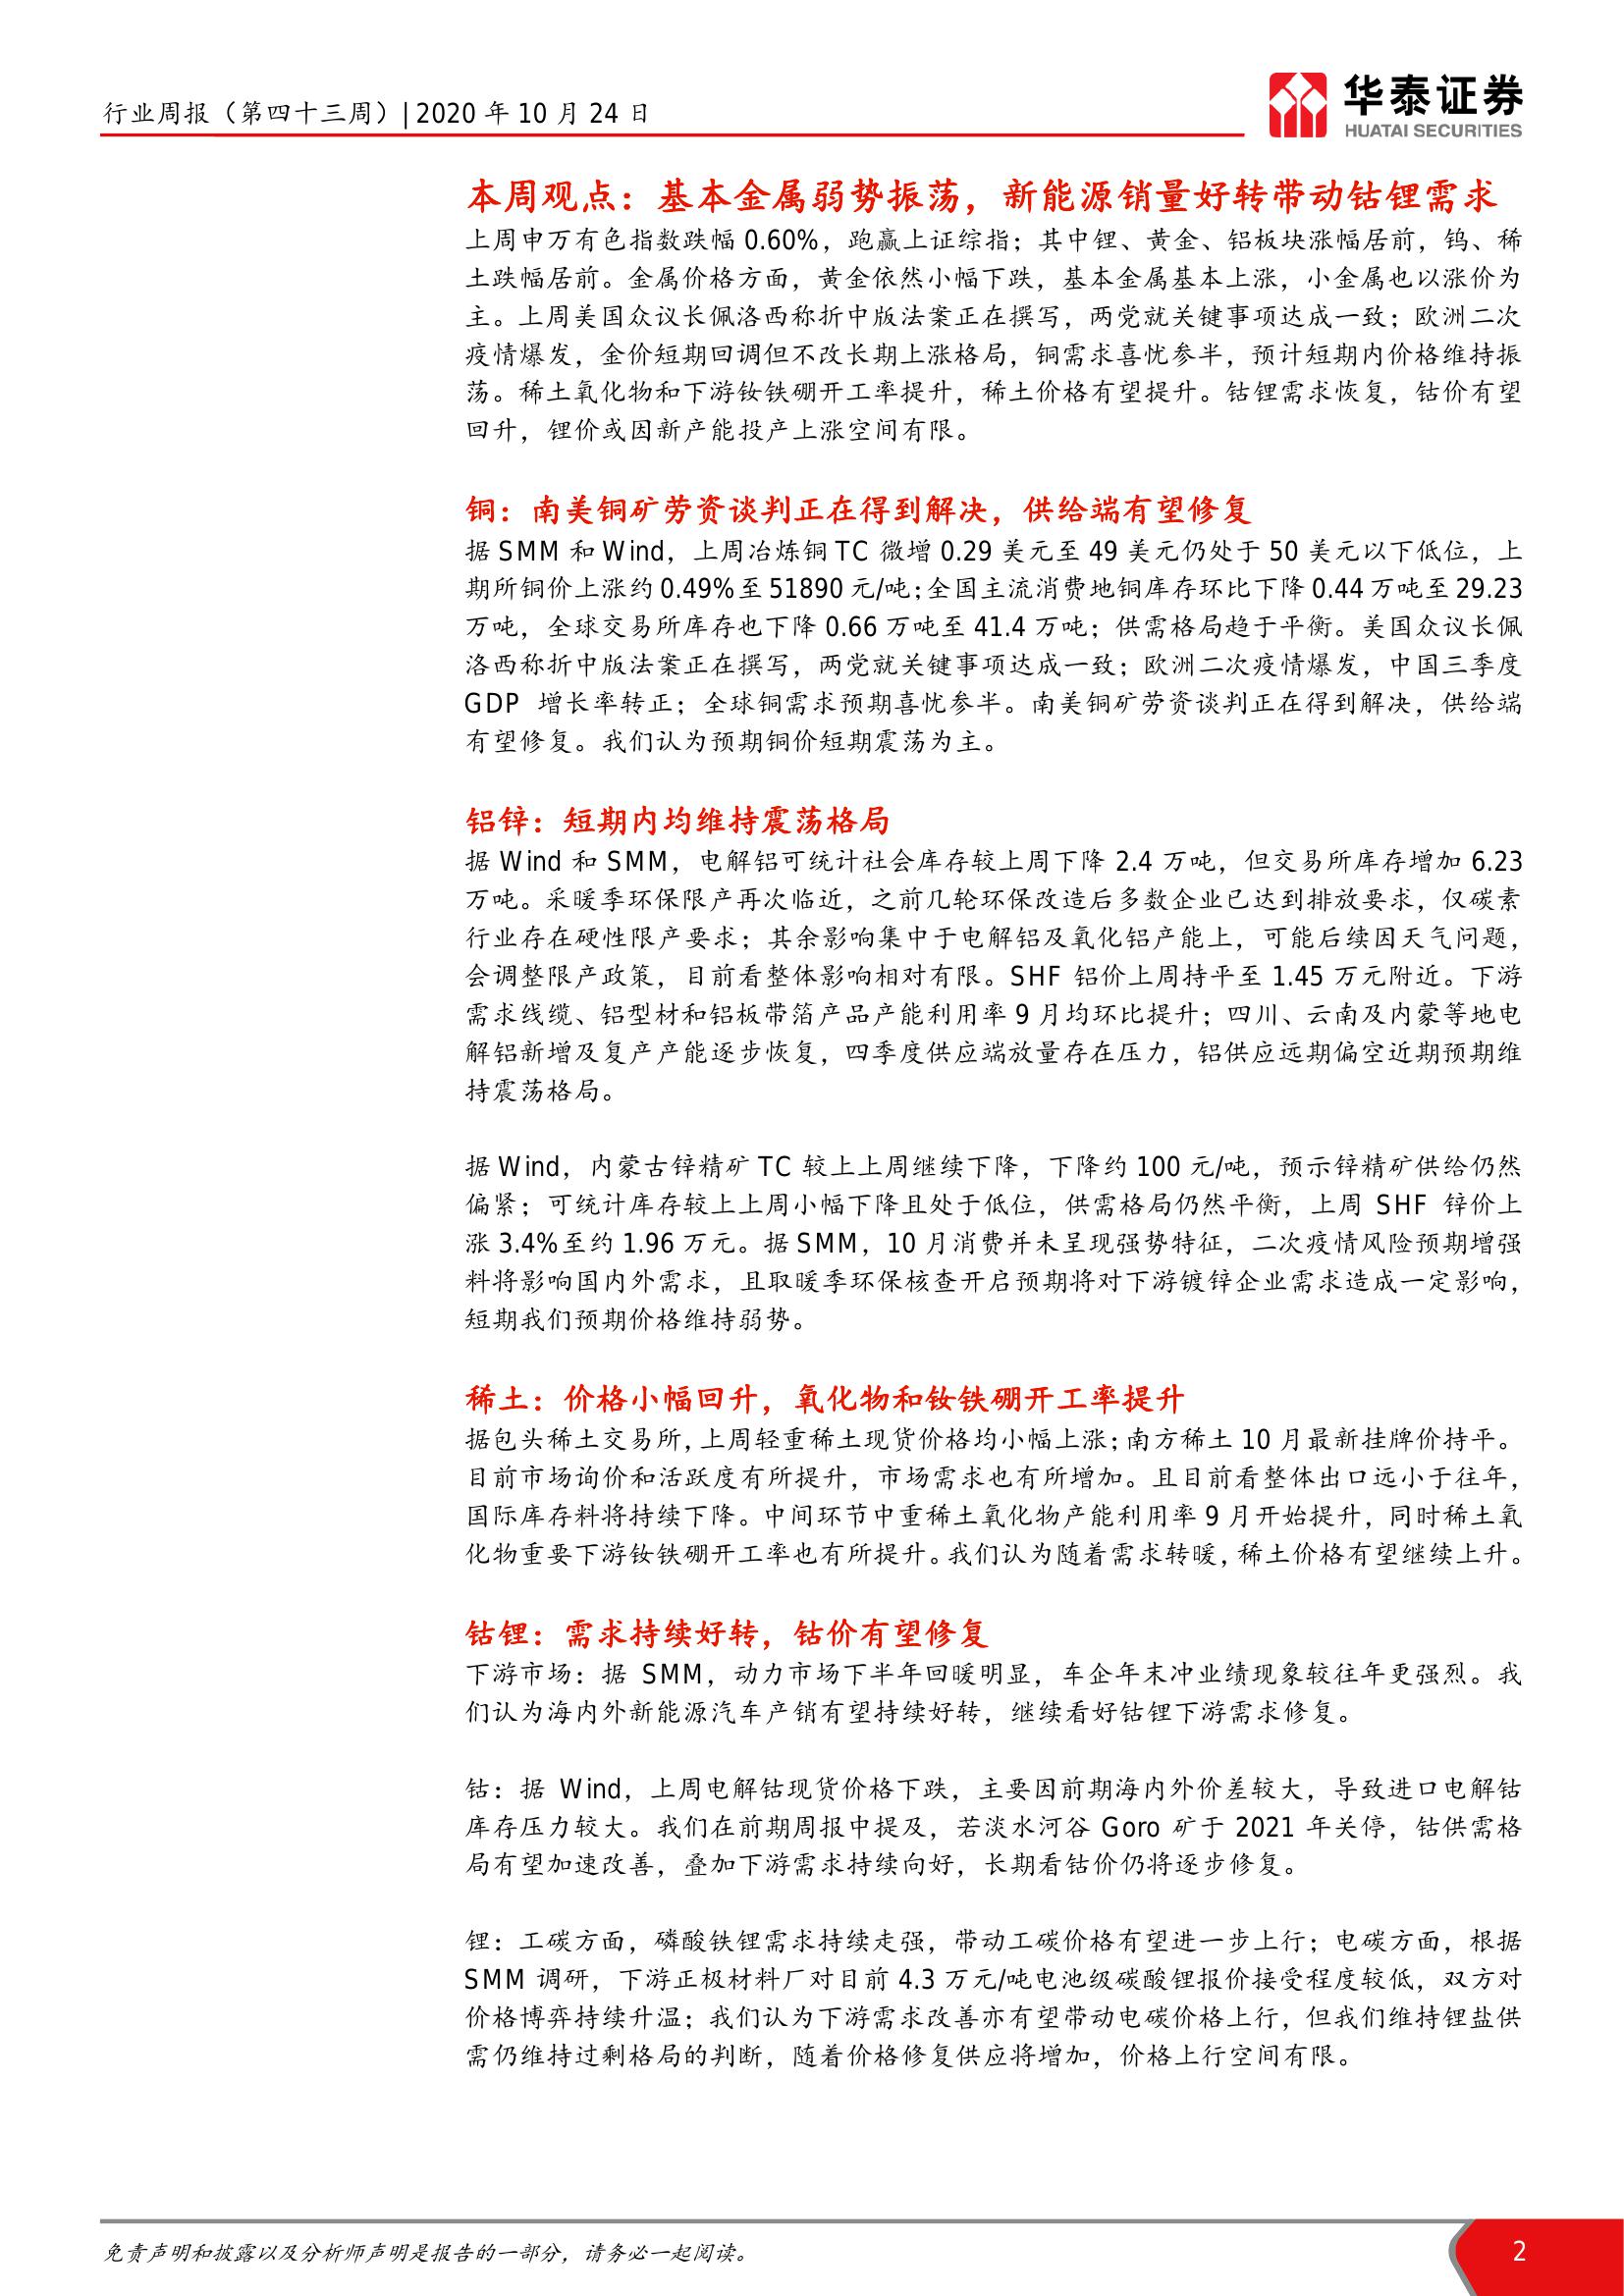 行业周报（第四十三周）| 2020 年 10 月 24 日
华泰证券
HUATAI SECURITIES
本周观点：基本金属弱势振荡，新能源销量好转带动钴锂需求
上周申万有色指数跌幅 0.60%，跑赢上证综指；其中锂、黄金、铝板块涨幅居前，钨、稀
土跌幅居前。金属价格方面，黄金依然小幅下跌，基本金属基本上涨，小金属也以涨价为
主。上周美国众议长佩洛西称折中版法案正在撰写，两党就关键事项达成一致；欧洲二次
疫情爆发，金价短期回调但不改长期上涨格局，铜需求喜忧参半，预计短期内价格维持振
荡。稀土氧化物和下游钕铁硼开工率提升，稀土价格有望提升。钴锂需求恢复，钴价有望
回升，锂价或因新产能投产上涨空间有限。
铜：南美铜矿劳资谈判正在得到解决，供给端有望修复
据 SMM 和 Wind，上周冶炼铜 TC 微增 0.29 美元至 49 美元仍处于 50 美元以下低位，上
期所铜价上涨约 0.49%至 51890 元/吨；全国主流消费地铜库存环比下降 0.44 万吨至 29.23
万吨，全球交易所库存也下降 0.66 万吨至 41.4 万吨；供需格局趋于平衡。美国众议长佩
洛西称折中版法案正在撰写，两党就关键事项达成一致；欧洲二次疫情爆发，中国三季度
GDP 增长率转正；全球铜需求预期喜忧参半。南美铜矿劳资谈判正在得到解决，供给端
有望修复。我们认为预期铜价短期震荡为主。
铝锌：短期内均维持震荡格局
据 Wind 和 SMM，电解铝可统计社会库存较上周下降 2.4 万吨，但交易所库存增加 6.23
万吨。采暖季环保限产再次临近，之前几轮环保改造后多数企业已达到排放要求，仅碳素
行业存在硬性限产要求；其余影响集中于电解铝及氧化铝产能上，可能后续因天气问题，
会调整限产政策，目前看整体影响相对有限。SHF 铝价上周持平至 1.45 万元附近。下游
需求线缆、铝型材和铝板带箔产品产能利用率 9 月均环比提升；四川、云南及内蒙等地电
解铝新增及复产产能逐步恢复，四季度供应端放量存在压力，铝供应远期偏空近期预期维
持震荡格局。
据 Wind，内蒙古锌精矿 TC 较上上周继续下降，下降约 100 元/吨，预示锌精矿供给仍然
偏紧；可统计库存较上上周小幅下降且处于低位，供需格局仍然平衡，上周 SHF 锌价上
涨 3.4%至约 1.96 万元。据 SMM，10 月消费并未呈现强势特征，二次疫情风险预期增强
料将影响国内外需求，且取暖季环保核查开启预期将对下游镀锌企业需求造成一定影响，
短期我们预期价格维持弱势。
稀土：价格小幅回升，氧化物和钕铁硼开工率提升
据包头稀土交易所，上周轻重稀土现货价格均小幅上涨；南方稀土 10 月最新挂牌价持平。
目前市场询价和活跃度有所提升，市场需求也有所增加。且目前看整体出口远小于往年，
国际库存料将持续下降。中间环节中重稀土氧化物产能利用率 9 月开始提升，同时稀土氧
化物重要下游钕铁硼开工率也有所提升。我们认为随着需求转暖，稀土价格有望继续上升。
钴锂：需求持续好转，钴价有望修复
下游市场：据 SMM，动力市场下半年回暖明显，车企年末冲业绩现象较往年更强烈。我
们认为海内外新能源汽车产销有望持续好转，继续看好钴锂下游需求修复。
钴：据 Wind，上周电解钴现货价格下跌，主要因前期海内外价差较大，导致进口电解钴
库存压力较大。我们在前期周报中提及，若淡水河谷 Goro 矿于 2021 年关停，钴供需格
局有望加速改善，叠加下游需求持续向好，长期看钴价仍将逐步修复。
锂：工碳方面，磷酸铁锂需求持续走强，带动工碳价格有望进一步上行；电碳方面，根据
SMM 调研，下游正极材料厂对目前 4.3 万元/吨电池级碳酸锂报价接受程度较低，双方对
价格博弈持续升温；我们认为下游需求改善亦有望带动电碳价格上行，但我们维持锂盐供
需仍维持过剩格局的判断，随着价格修复供应将增加，价格上行空间有限。
免责声明和披露以及分析师声明是报告的一部分，请务必一起阅读。
2